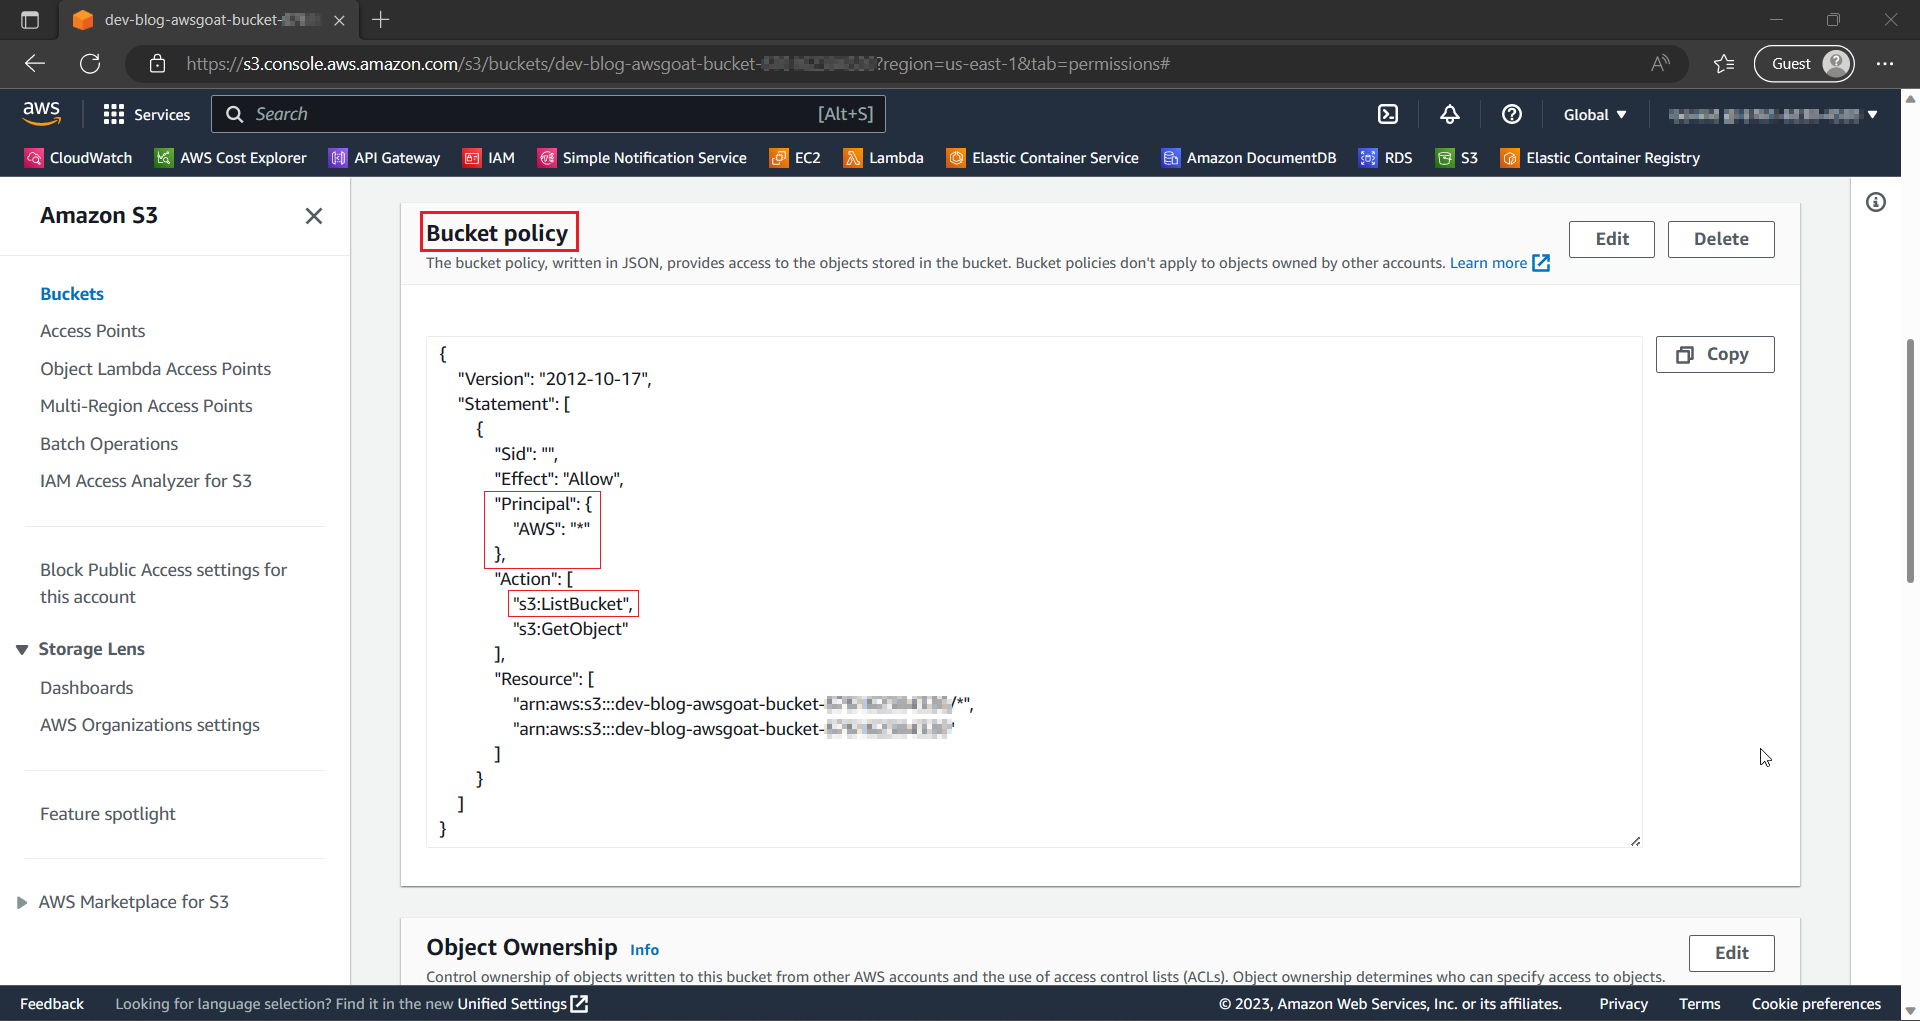 dev-blog-awsgoat-bucket-
https://s3.console.aws.amazon.com/s3/buckets/dev-blog-awsgoat-bucket-
?region=us-east-1&tab=permissions#
Guest
aws
Services
Search
[Alt+S]
Global
CloudWatch
AWS Cost Explorer
API Gateway
IAM
Simple Notification Service
EC2
Lambda
Elastic Container Service
Amazon DocumentDB
RDS
S3
Elastic Container Registry
Amazon S3
Buckets
Access Points
Object Lambda Access Points
Multi-Region Access Points
Batch Operations
IAM Access Analyzer for S3
Block Public Access settings for
this account
Storage Lens
Dashboards
AWS Organizations settings
Feature spotlight
AWS Marketplace for S3
Bucket policy
The bucket policy, written in JSON, provides access to the objects stored in the bucket. Bucket policies don't apply to objects owned by other accounts. Learn more
Edit
Delete
Copy
{
"Version": "2012-10-17",
"Statement": [
{
"Sid": "",
"Effect": "Allow",
"Principal": {
"AWS": "*"
},
"Action": [
"s3:ListBucket",
"s3:GetObject"
],
"Resource": [
"arn:aws:s3:::dev-blog-awsgoat-bucket-
/*",
"arn:aws:s3:::dev-blog-awsgoat-bucket-
]
}
]
}
Object Ownership Info
Edit
Control ownership of objects written to this bucket from other AWS accounts and the use of access control lists (ACLs). Object ownership determines who can specify access to objects.
Feedback
Looking for language selection? Find it in the new Unified Settings
© 2023, Amazon Web Services, Inc. or its affiliates.
Privacy
Terms
Cookie preferences